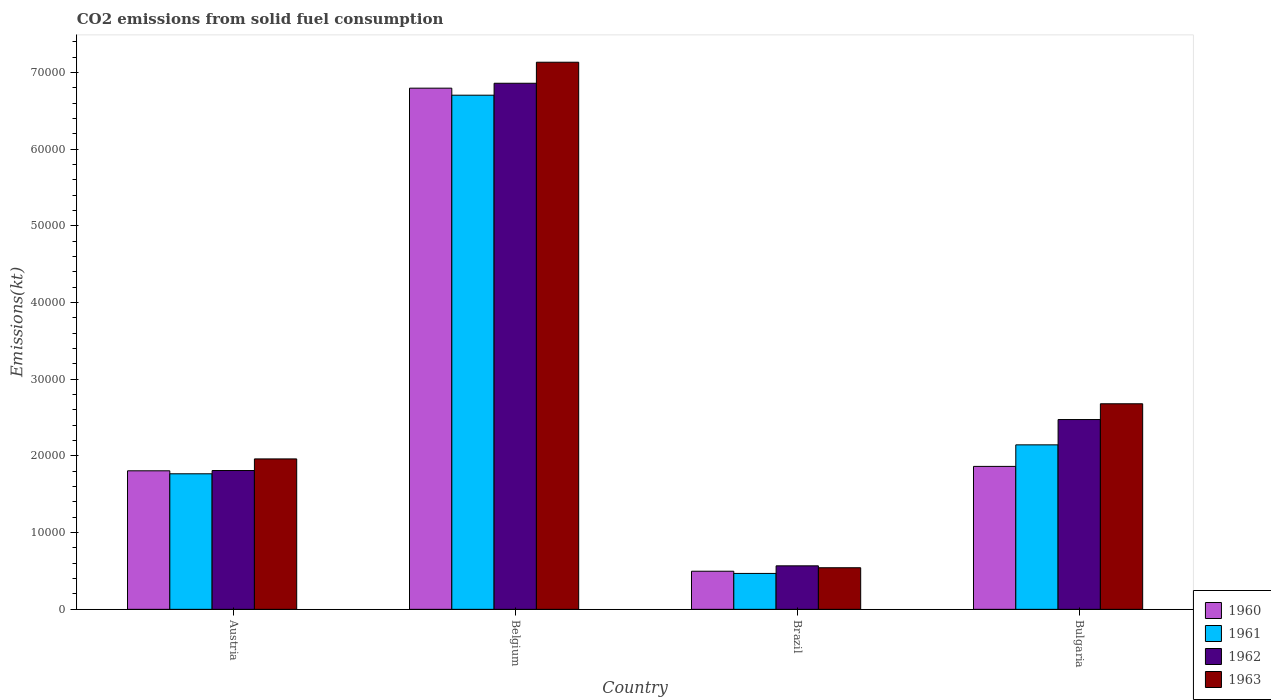 CO2 emissions from solid fuel consumption
70000
60000
50000
40000
30000
20000
10000
0
Emissions(kt)
Austria
Belgium
Brazil
Bulgaria
Country
1960
1961
1962
1963